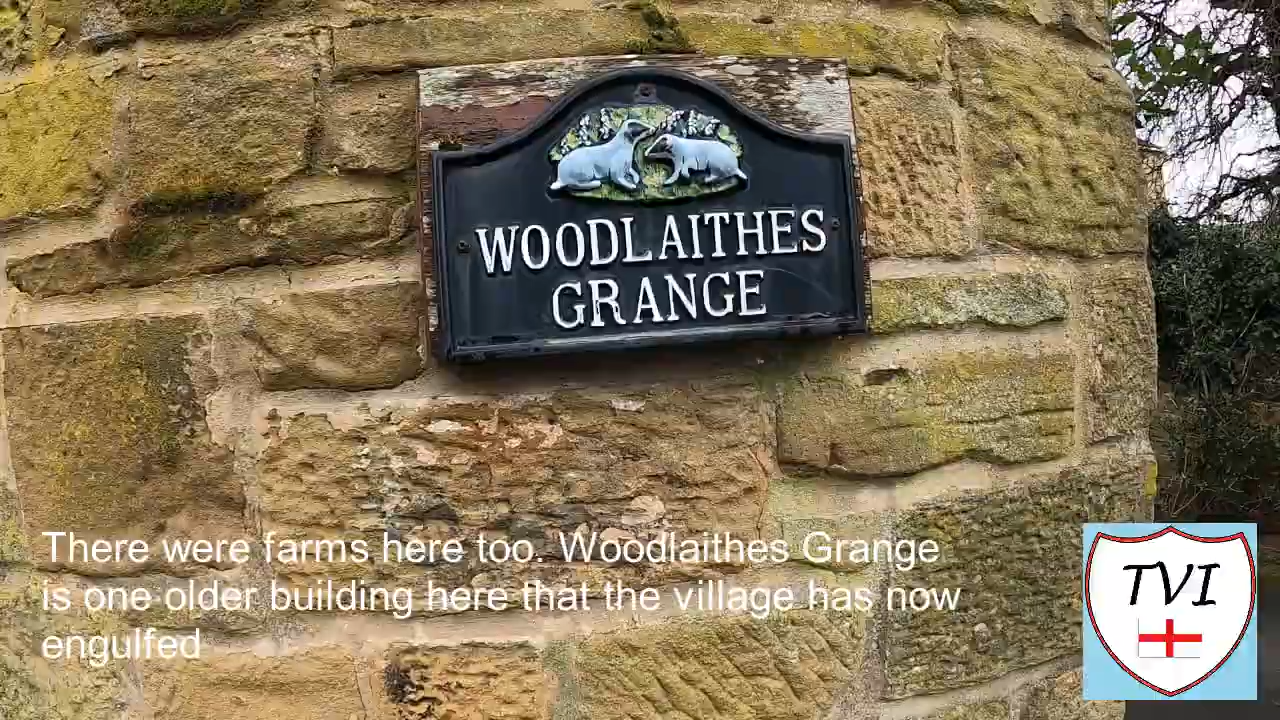 WOODLAITHES
GRANGE
There were farms here too. Woodlaithes Grange
is one older building here that the village has now
engulfed
TVI